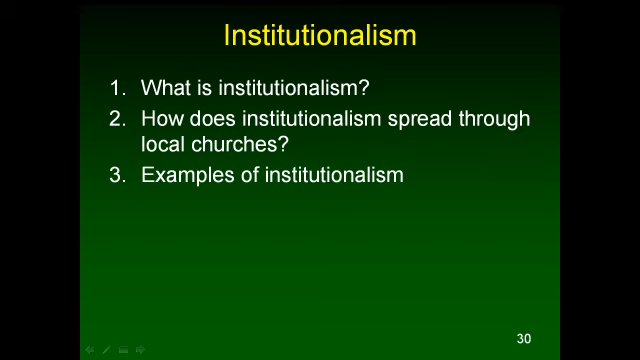 Institutionalism
1. What is institutionalism?
2. How does institutionalism spread through
local churches?
3. Examples of institutionalism
30